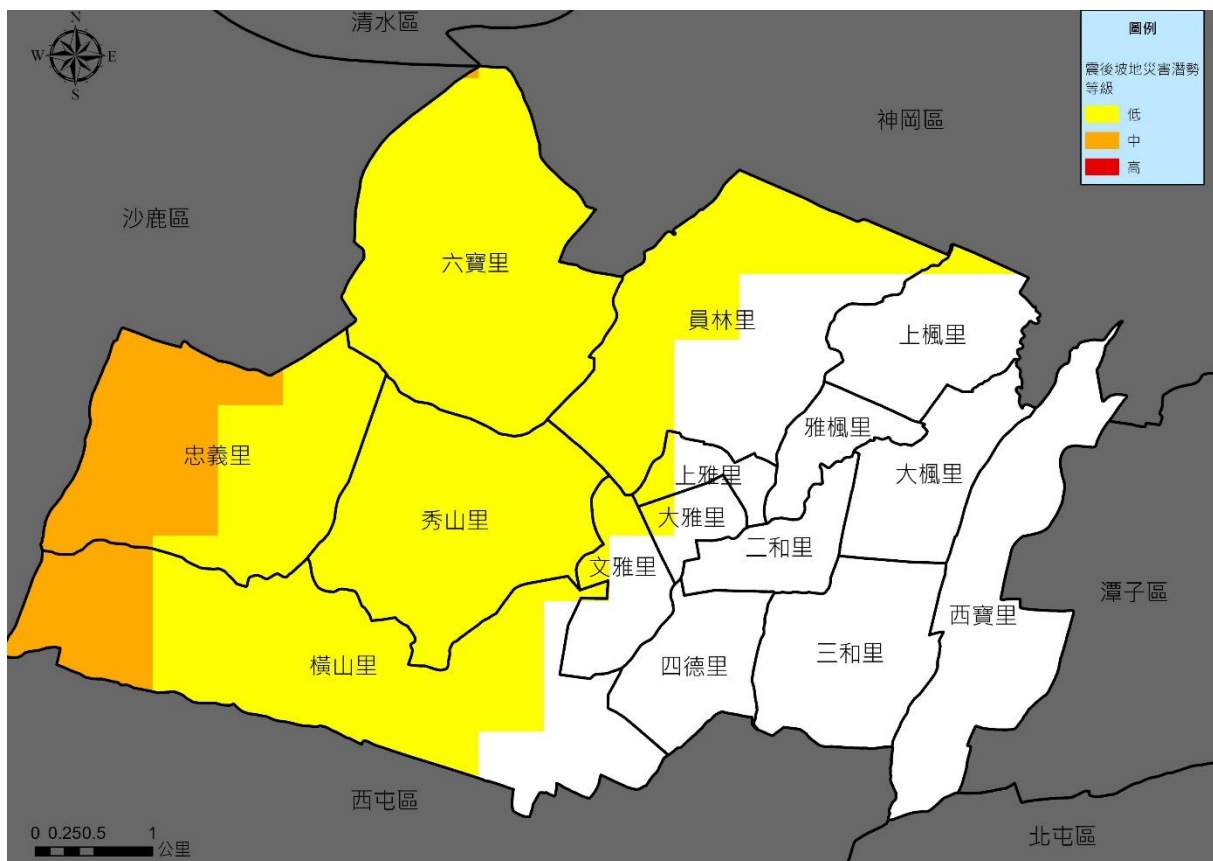 清水區
N
W
E
S
圖例
震後坡地災害潛勢
等級
低
中
高
神岡區
沙鹿區
六寶里
員林里
上楓里
雅楓里
忠義里
上雅里
大楓里
秀山里
大雅里
二和里
文雅里
潭子區
西寶里
橫山里
四德里
三和里
西屯區
北屯區
0 0.250.5 1
公里